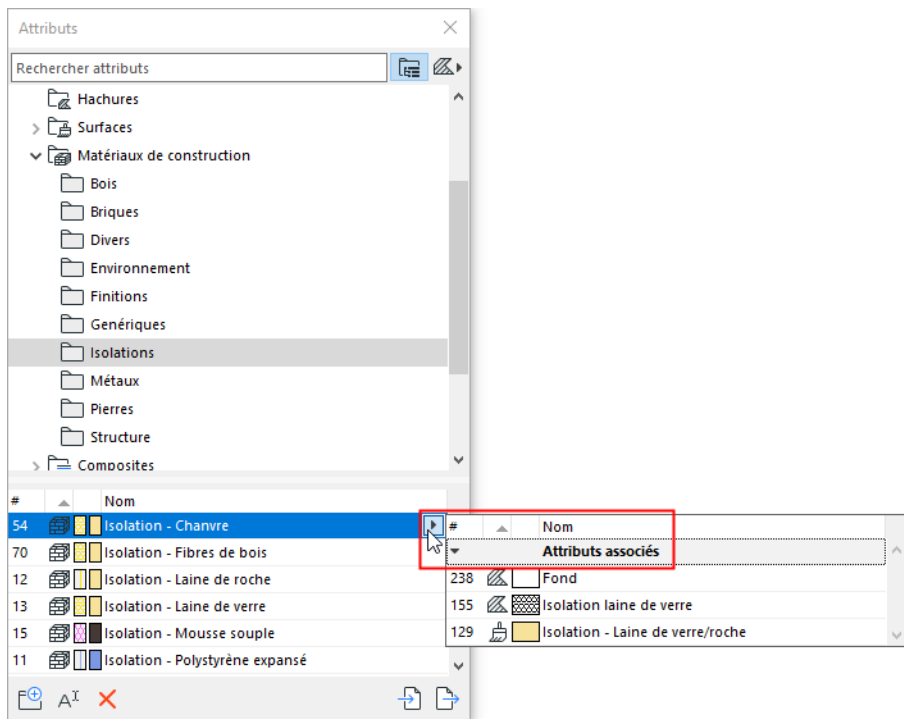 Attributs
Rechercher attributs
Hachures
Surfaces
Matériaux de construction
Bois
Briques
Divers
Environnement
Finitions
Genériques
Isolations
Métaux
Pierres
Structure
Composites
# Nom
54 Isolation - Chanvre
70 Isolation - Fibres de bois
12 Isolation - Laine de roche
13 Isolation - Laine de verre
15 Isolation - Mousse souple
11 Isolation - Polystyrène expansé
# Nom
Attributs associés
238 Fond
155 Isolation laine de verre
129 Isolation - Laine de verre/roche